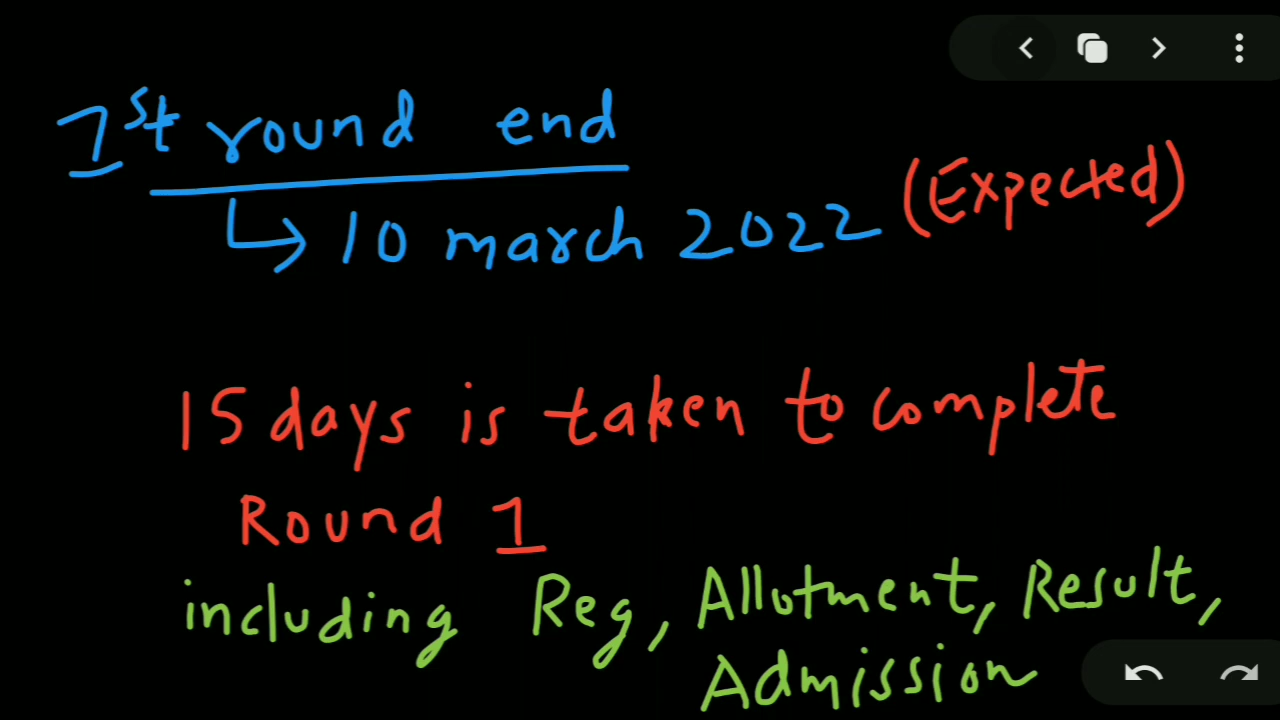 1st round end
↳ 10 march 2022 (Expected)
15 days is taken to complete
Round 1
including Reg, Allotment, Result,
Admission